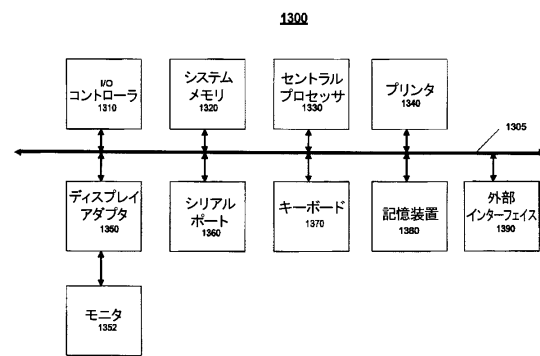 1300
I/O
コントローラ
1310
システム
メモリ
1320
セントラル
プロセッサ
1330
プリンタ
1340
1305
ディスプレイ
アダプタ
1350
シリアル
ポート
1360
キーボード
1370
記憶装置
1380
外部
インターフェイス
1390
モニタ
1352